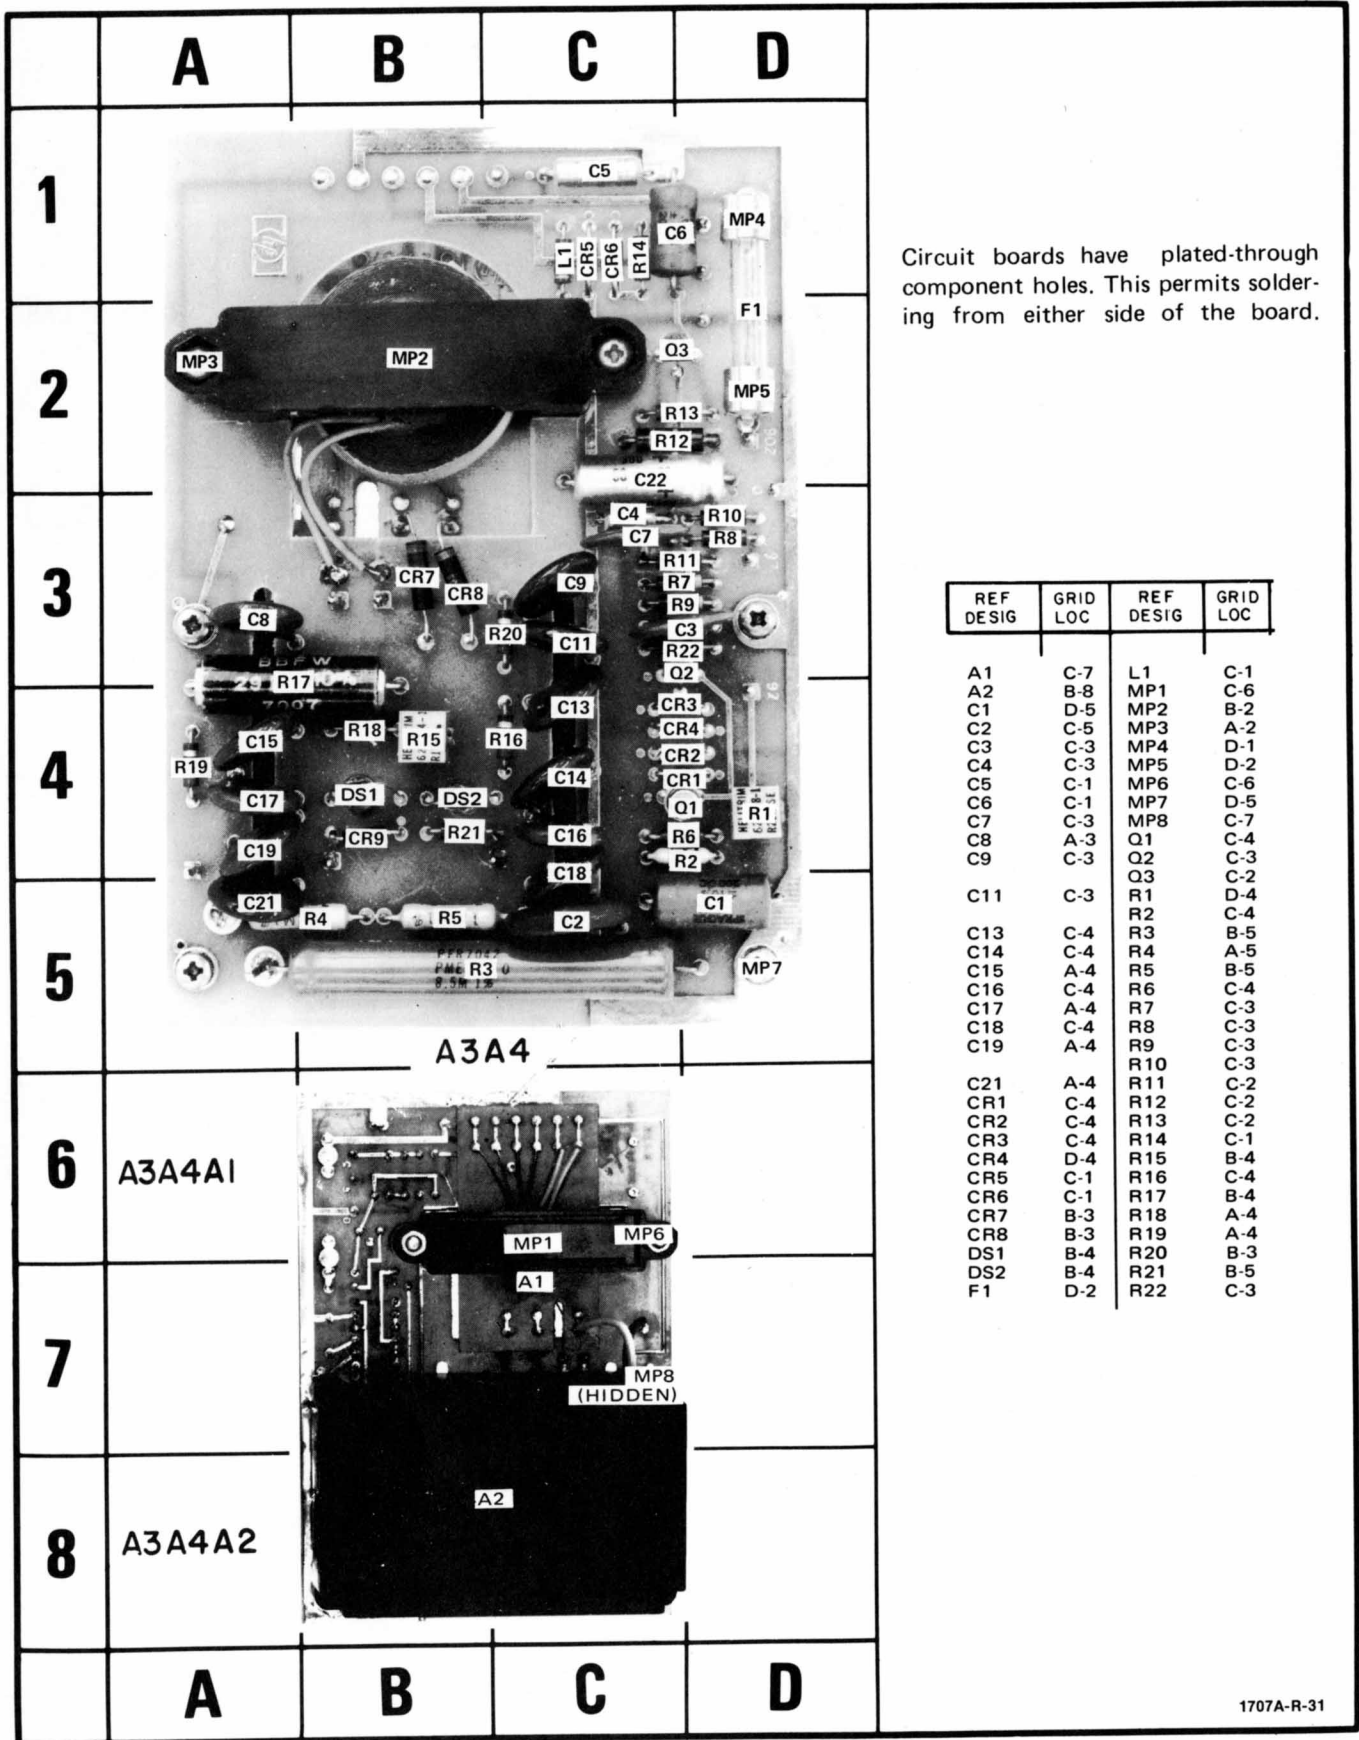 A B C D
1
C5
MP4
C6
L1
CR5
CR6
R14
F1
2
MP3
MP2
Q3
MP5
R13
R12
C22
3
C4
R10
C7
R8
R11
CR7
CR8
C9
R7
R9
C8
R20
C11
C3
R22
R17
Q2
4
C13
CR3
R18
R15
R16
CR4
C15
CR2
R19
C14
CR1
C17
DS1
DS2
Q1
R1
CR9
R21
C16
R6
C19
R2
C18
5
C21
R4
R5
C2
C1
PFR7042
R3
8.5M 1%
MP7
A3A4
6
A3A4A1
MP1
MP6
A1
7
MP8
(HIDDEN)
A2
8
A3A4A2
A B C D
Circuit boards have plated-through
component holes. This permits solder-
ing from either side of the board.
REF DESIG GRID LOC REF DESIG GRID LOC
A1 C-7 L1 C-1
A2 B-8 MP1 C-6
C1 D-5 MP2 B-2
C2 C-5 MP3 A-2
C3 C-3 MP4 D-1
C4 C-3 MP5 D-2
C5 C-1 MP6 C-6
C6 C-1 MP7 D-5
C7 C-3 MP8 C-7
C8 A-3 Q1 C-4
C9 C-3 Q2 C-3
Q3 C-2
C11 C-3 R1 D-4
R2 C-4
C13 C-4 R3 B-5
C14 C-4 R4 A-5
C15 A-4 R5 B-5
C16 C-4 R6 C-4
C17 A-4 R7 C-3
C18 C-4 R8 C-3
C19 A-4 R9 C-3
R10 C-3
C21 A-4 R11 C-2
CR1 C-4 R12 C-2
CR2 C-4 R13 C-2
CR3 C-4 R14 C-1
CR4 D-4 R15 B-4
CR5 C-1 R16 C-4
CR6 C-1 R17 B-4
CR7 B-3 R18 A-4
CR8 B-3 R19 A-4
DS1 B-4 R20 B-3
DS2 B-4 R21 B-5
F1 D-2 R22 C-3
1707A-R-31